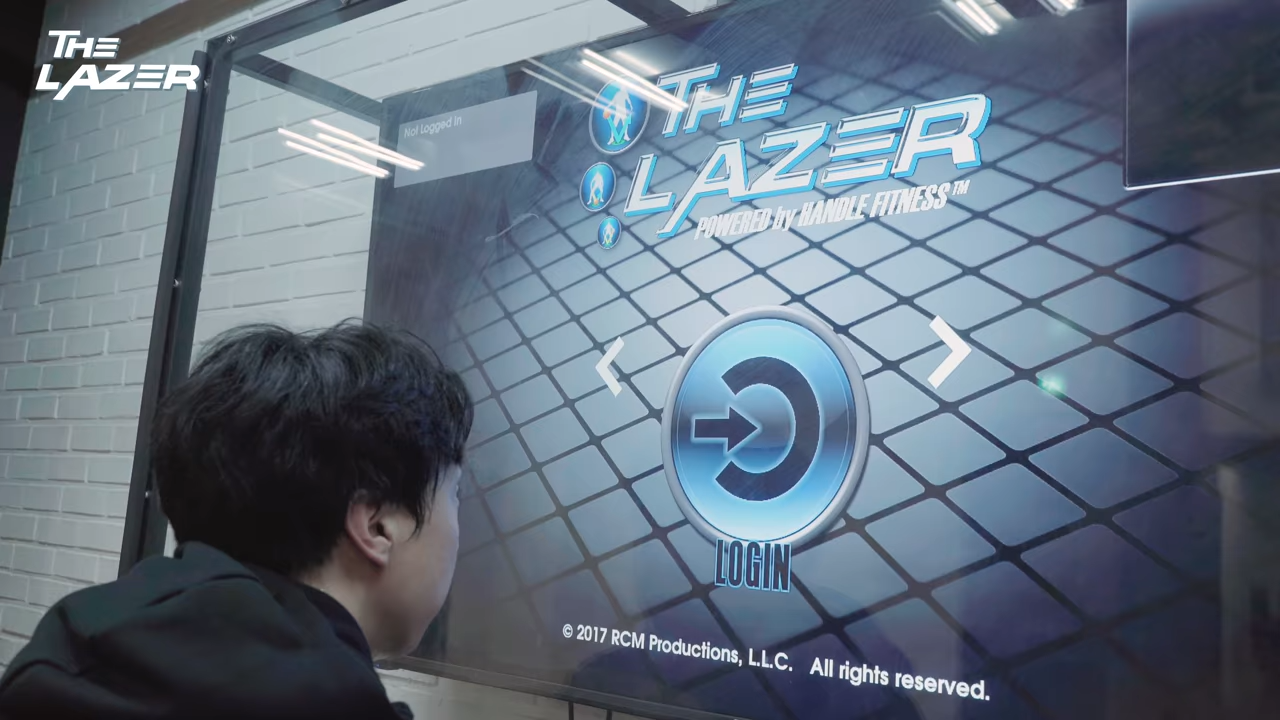 THE
LAZER
Not Logged In
THE
LAZER
POWERED by HANDLE FITNESS™
LOGIN
© 2017 RCM Productions, L.L.C. All rights reserved.